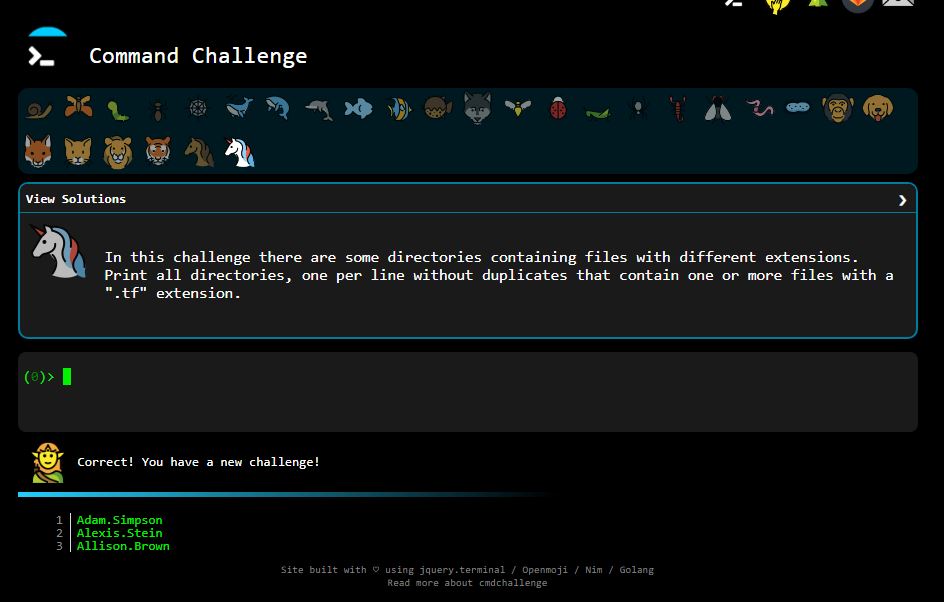 Command Challenge
View Solutions
In this challenge there are some directories containing files with different extensions.
Print all directories, one per line without duplicates that contain one or more files with a
".tf" extension.
(0)>
Correct! You have a new challenge!
1 Adam.Simpson
2 Alexis.Stein
3 Allison.Brown
Site built with ♡ using jquery.terminal / Openmoji / Nim / Golang
Read more about cmdchallenge